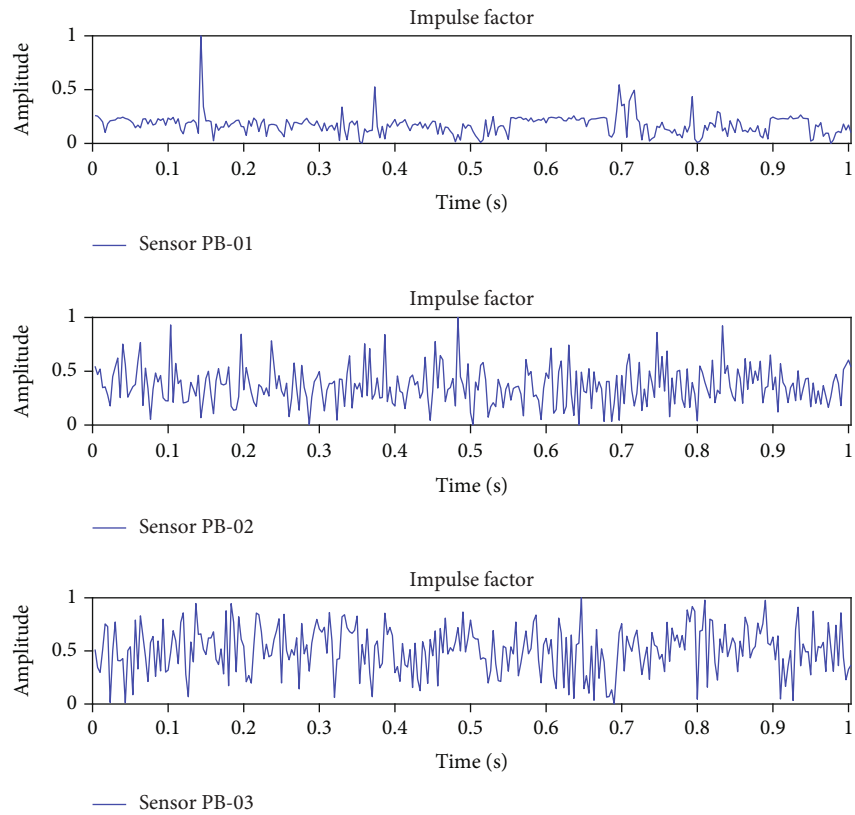 Impulse factor
1
0.5
0
Amplitude
0 0.1 0.2 0.3 0.4 0.5 0.6 0.7 0.8 0.9 1
Time (s)
Sensor PB-01
Impulse factor
1
0.5
0
Amplitude
0 0.1 0.2 0.3 0.4 0.5 0.6 0.7 0.8 0.9 1
Time (s)
Sensor PB-02
Impulse factor
1
0.5
0
Amplitude
0 0.1 0.2 0.3 0.4 0.5 0.6 0.7 0.8 0.9 1
Time (s)
Sensor PB-03